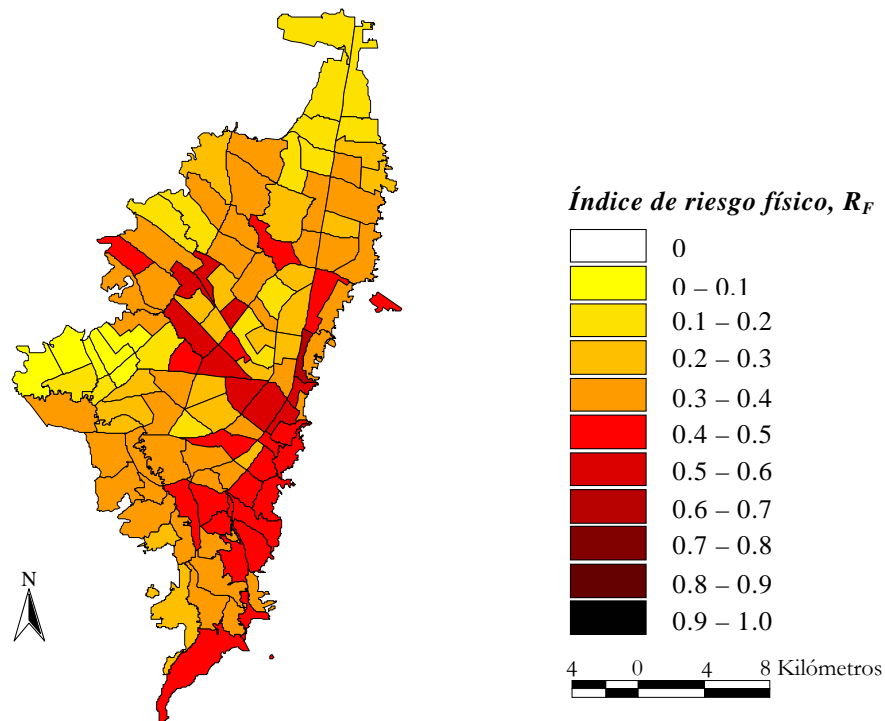 Índice de riesgo físico, R_F
0
0 – 0.1
0.1 – 0.2
0.2 – 0.3
0.3 – 0.4
0.4 – 0.5
0.5 – 0.6
0.6 – 0.7
0.7 – 0.8
0.8 – 0.9
0.9 – 1.0
N
4 0 4 8 Kilómetros